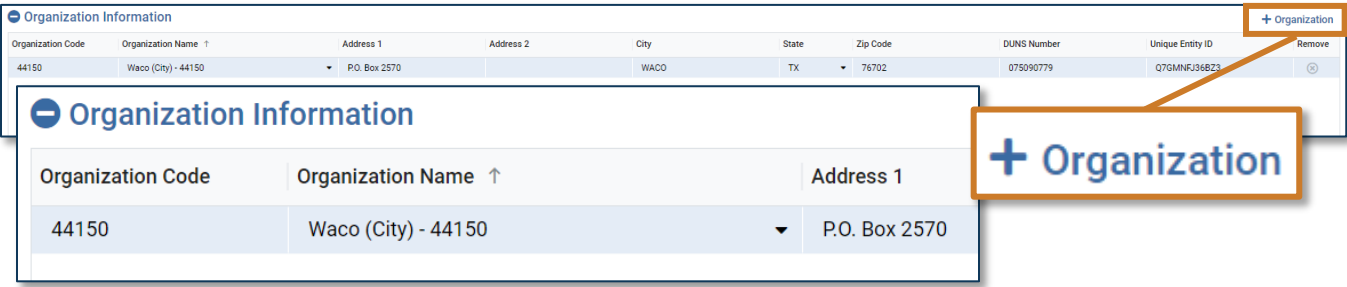 Organization Information
+ Organization
Organization Code Organization Name ↑ Address 1 Address 2 City State Zip Code DUNS Number Unique Entity ID Remove
44150 Waco (City) - 44150 P.O. Box 2570 WACO TX 76702 075090779 Q7GMNFJ36BZ3
Organization Information
Organization Code Organization Name ↑ Address 1
44150 Waco (City) - 44150 P.O. Box 2570
+ Organization